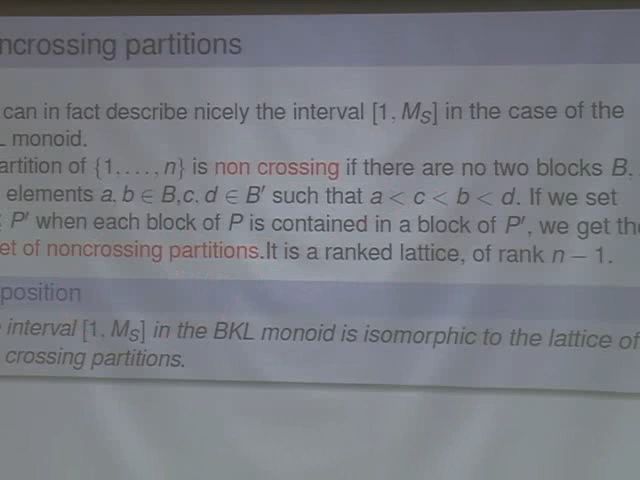 ncrossing partitions
can in fact describe nicely the interval [1, M_S] in the case of the
monoid.
artition of {1, . . . , n} is non crossing if there are no two blocks B,
elements a, b ∈ B, c, d ∈ B′ such that a < c < b < d. If we set
P′ when each block of P is contained in a block of P′, we get the
et of noncrossing partitions.It is a ranked lattice, of rank n − 1.
position
interval [1, M_S] in the BKL monoid is isomorphic to the lattice of
crossing partitions.